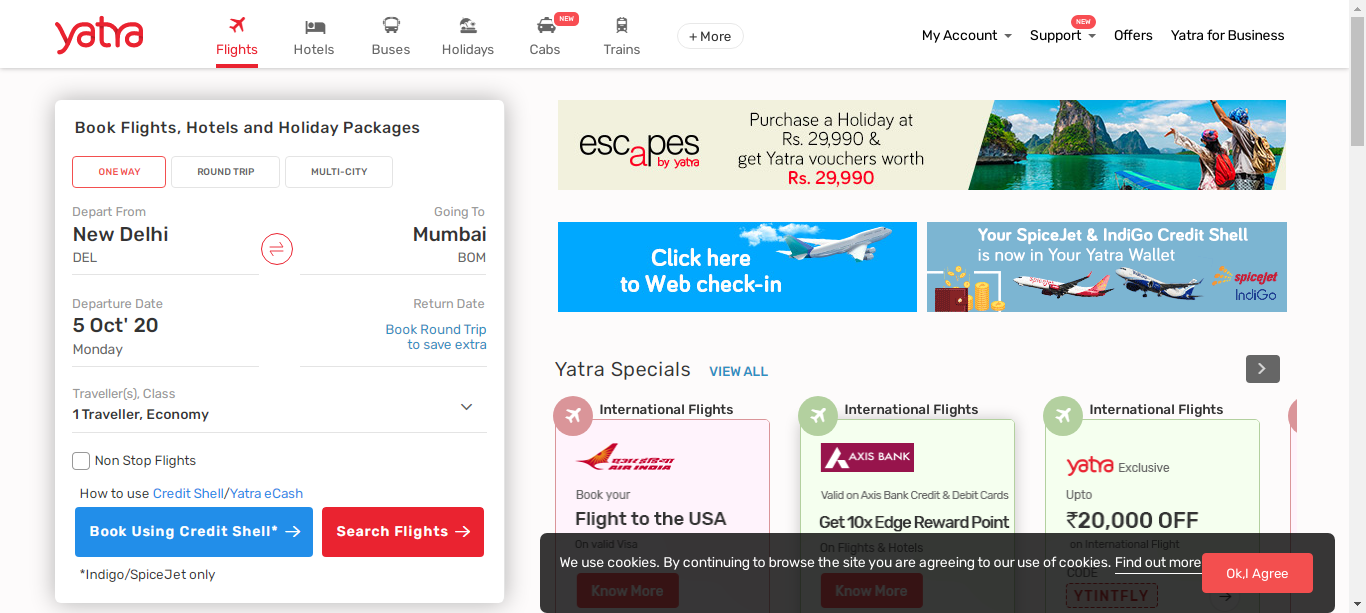 yatra
Flights
Hotels
Buses
Holidays
NEW
Cabs
Trains
+ More
My Account
NEW
Support
Offers
Yatra for Business
Book Flights, Hotels and Holiday Packages
ONE WAY
ROUND TRIP
MULTI-CITY
Depart From
New Delhi
DEL
Going To
Mumbai
BOM
Departure Date
5 Oct' 20
Monday
Return Date
Book Round Trip
to save extra
Traveller(s), Class
1 Traveller, Economy
Non Stop Flights
How to use Credit Shell/Yatra eCash
Book Using Credit Shell*
Search Flights
*Indigo/SpiceJet only
escapes
by yatra
Purchase a Holiday at
Rs. 29,990 &
get Yatra vouchers worth
Rs. 29,990
Click here
to Web check-in
Your SpiceJet & IndiGo Credit Shell
is now in Your Yatra Wallet
spiceJet
IndiGo
Yatra Specials
VIEW ALL
International Flights
एअर इंडिया
AIR INDIA
Book your
Flight to the USA
On valid Visa
Know More
International Flights
AXIS BANK
Valid on Axis Bank Credit & Debit Cards
Get 10x Edge Reward Point
On Flights & Hotels
Know More
International Flights
yatra Exclusive
Upto
₹20,000 OFF
on International Flight
CODE
YTINTFLY
We use cookies. By continuing to browse the site you are agreeing to our use of cookies. Find out more
Ok,I Agree